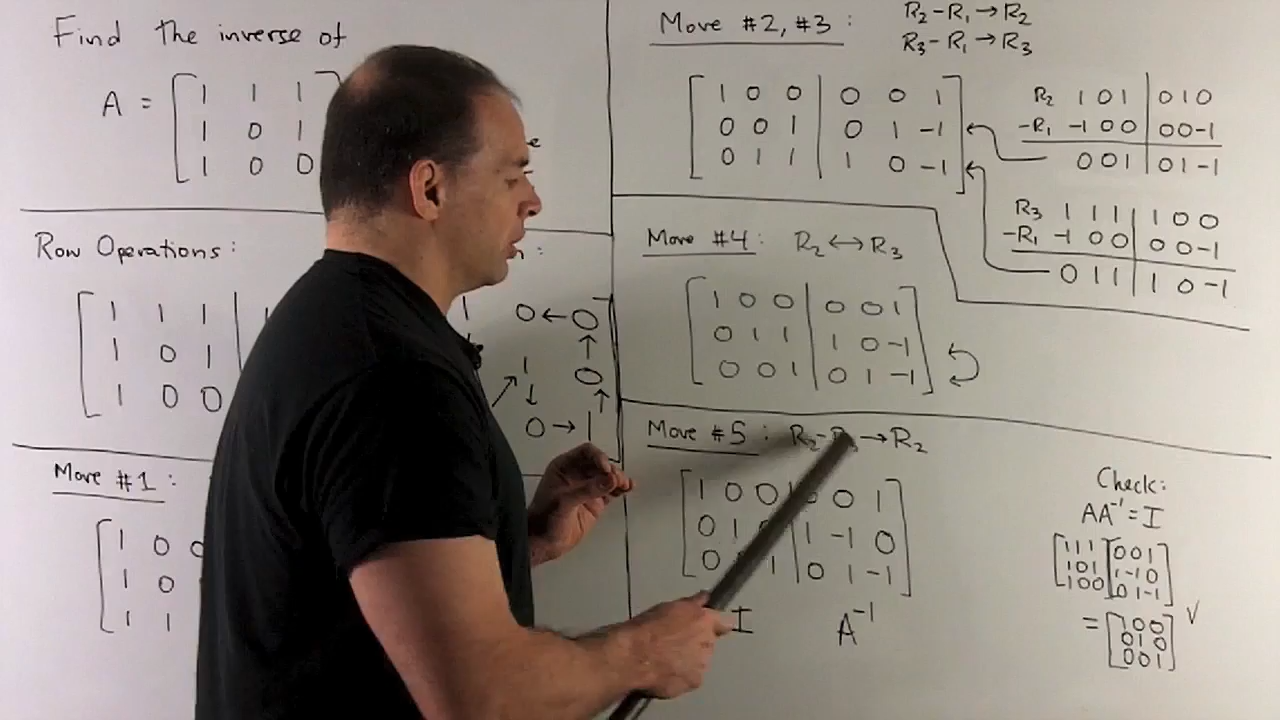 Find the inverse of
A = [ 1 1 1
1 0 1
1 0 0
Row Operations:
[ 1 1 1 |
1 0 1
1 0 0
1 0 ← 0
1 ↓ 0 ↑
0 → 1 ↑
Move #1:
[ 1 0
1 0
1 1
Move #2, #3: R₂-R₁→R₂
R₃-R₁→R₃
[ 1 0 0 | 0 0 1 ]
[ 0 0 1 | 0 1 -1 ]
[ 0 1 1 | 1 0 -1 ]
R₂ 1 0 1 | 0 1 0
-R₁ -1 0 0 | 0 0 -1
0 0 1 | 0 1 -1
R₃ 1 1 1 | 1 0 0
-R₁ -1 0 0 | 0 0 -1
0 1 1 | 1 0 -1
Move #4: R₂ ↔ R₃
[ 1 0 0 | 0 0 1 ]
[ 0 1 1 | 1 0 -1 ]
[ 0 0 1 | 0 1 -1 ]
Move #5: R₂-R₃→R₂
[ 1 0 0 | 0 0 1 ]
[ 0 1 | 1 -1 0 ]
[ 0 1 | 0 1 -1 ]
I A⁻¹
Check:
AA⁻¹ = I
[ 1 1 1 ] [ 0 0 1 ]
[ 1 0 1 ] [ 1 -1 0 ]
[ 1 0 0 ] [ 0 1 -1 ]
= [ 1 0 0 ] √
[ 0 1 0 ]
[ 0 0 1 ]